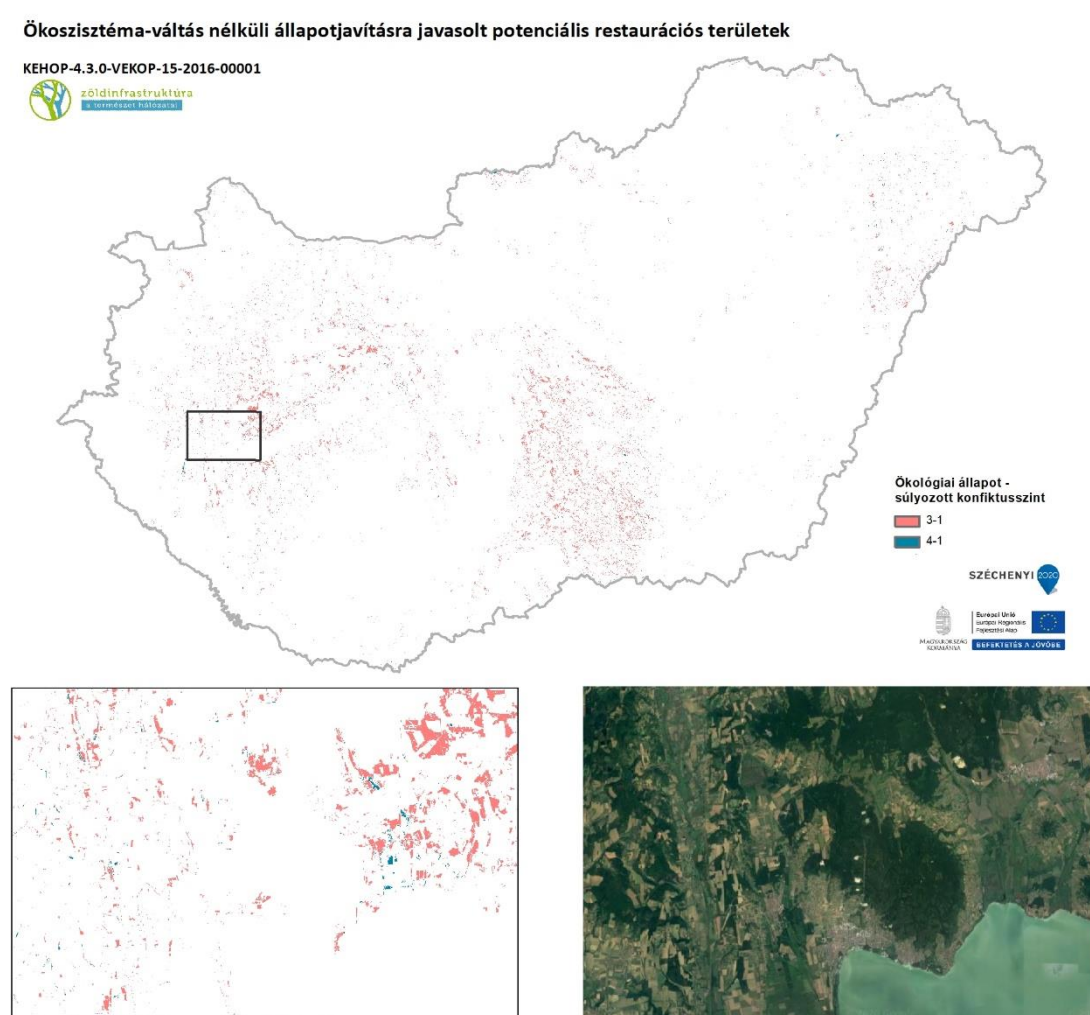 Ökoszisztéma-váltás nélküli állapotjavításra javasolt potenciális restaurációs területek
KEHOP-4.3.0-VEKOP-15-2016-00001
zöldinfrastruktúra
a természet hálózatai
Ökológiai állapot -
súlyozott konfiktusszint
3-1
4-1
SZÉCHENYI 2020
MAGYARORSZÁG
KORMÁNYA
Európai Unió
Európai Regionális
Fejlesztési Alap
BEFEKTETÉS A JÖVŐBE